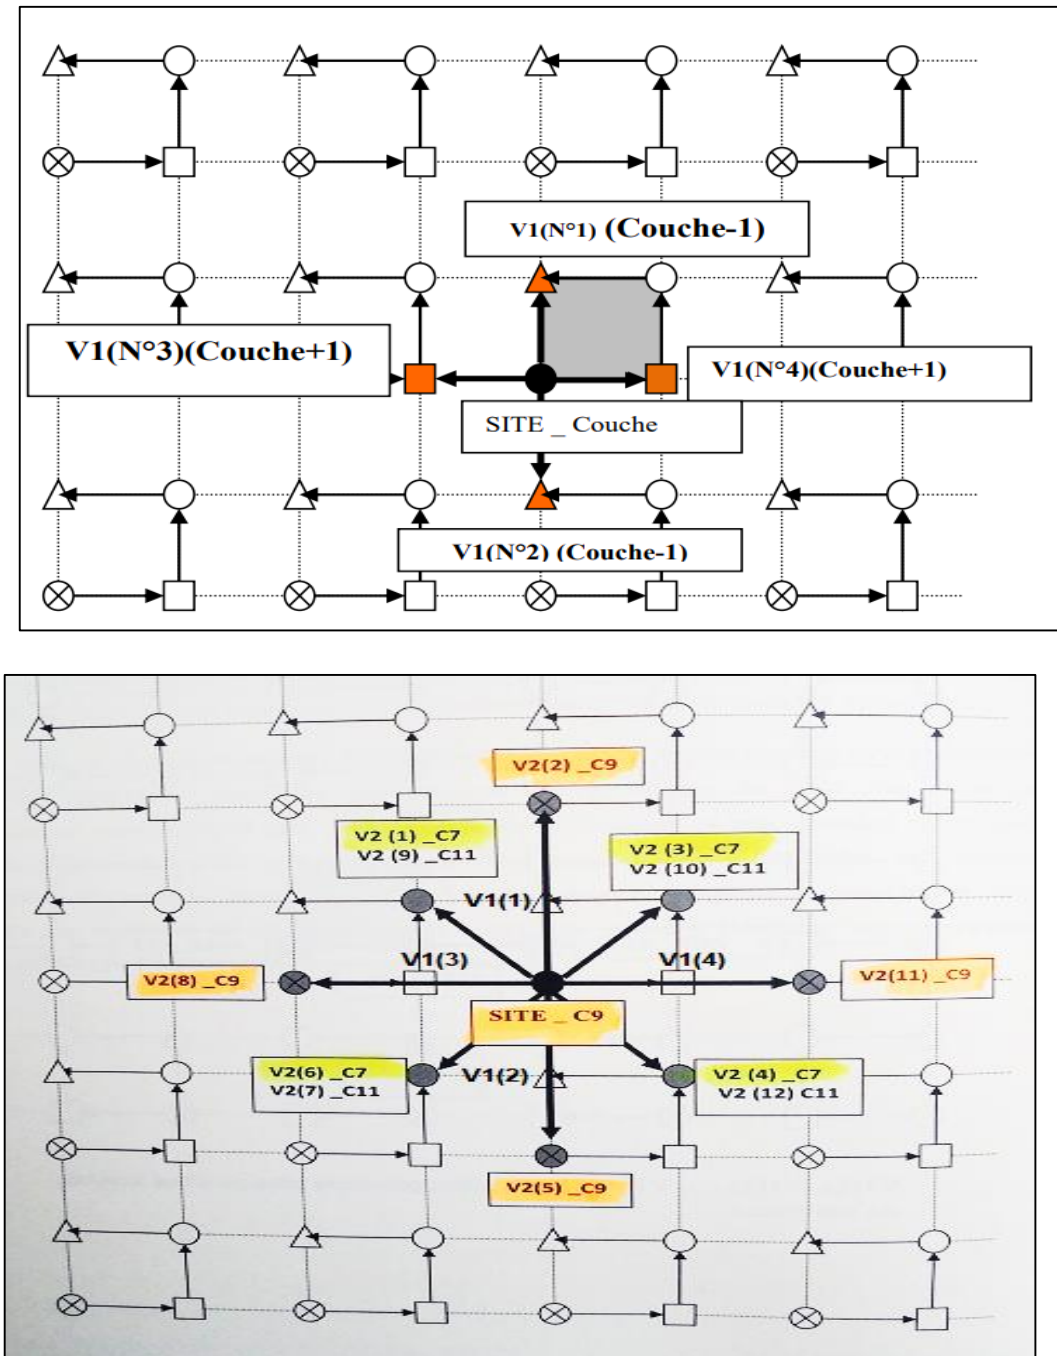 V1(N°1) (Couche-1)
V1(N°3)(Couche+1)
V1(N°4)(Couche+1)
SITE _ Couche
V1(N°2) (Couche-1)
V2(2) _C9
V2 (1) _C7
V2 (9) _C11
V2 (3) _C7
V2 (10) _C11
V1(1)
V1(3)
V1(4)
V2(8) _C9
V2(11) _C9
SITE _ C9
V2(6) _C7
V2(7) _C11
V1(2)
V2 (4) _C7
V2 (12) C11
V2(5) _C9